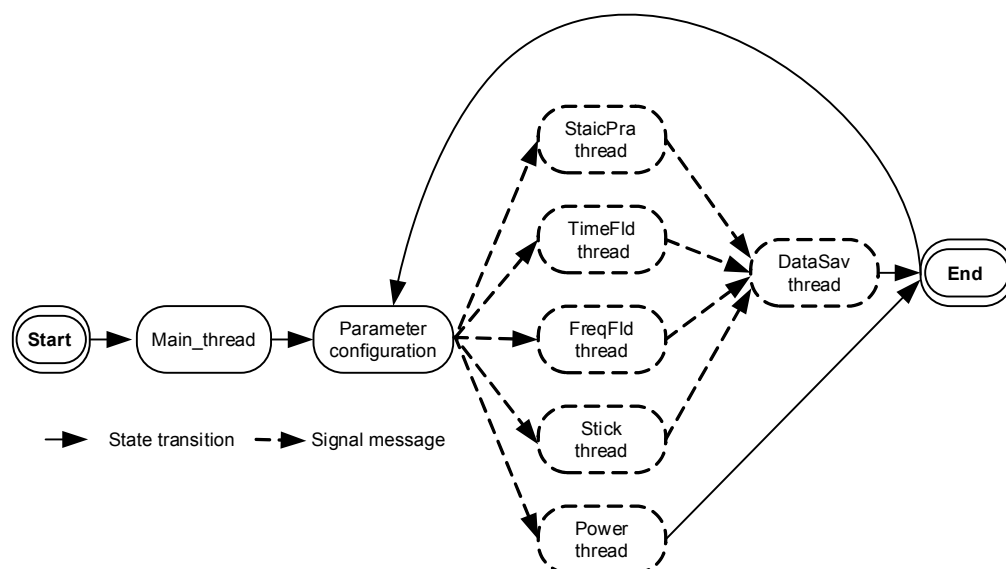 StaicPra
thread
TimeFld
thread
DataSav
thread
End
Start
Main_thread
Parameter
configuration
FreqFld
thread
State transition
Signal message
Stick
thread
Power
thread